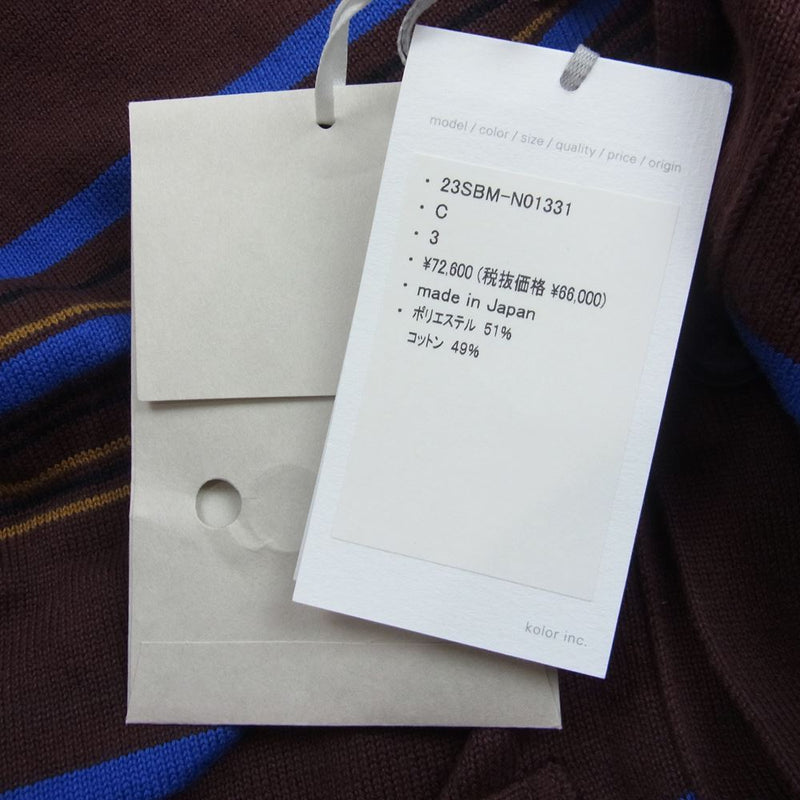 model / color / size / quality / price / origin
・23SBM-N01331
・C
・3
・¥72,600 (税抜価格 ¥66,000)
・made in Japan
・ポリエステル 51%
コットン 49%
kolor inc.